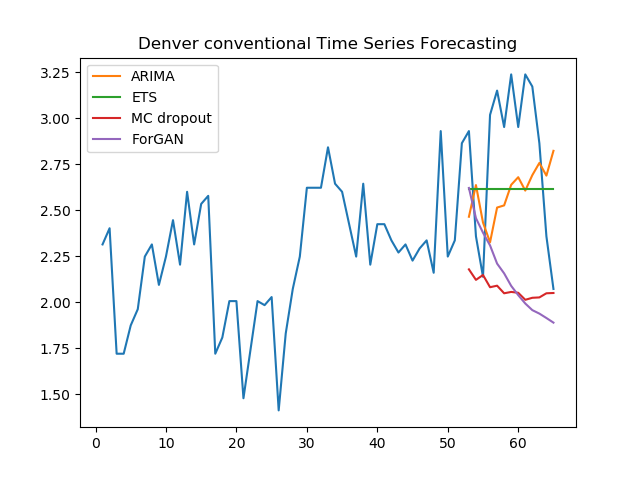 Denver conventional Time Series Forecasting
ARIMA
ETS
MC dropout
ForGAN
3.25
3.00
2.75
2.50
2.25
2.00
1.75
1.50
0 10 20 30 40 50 60